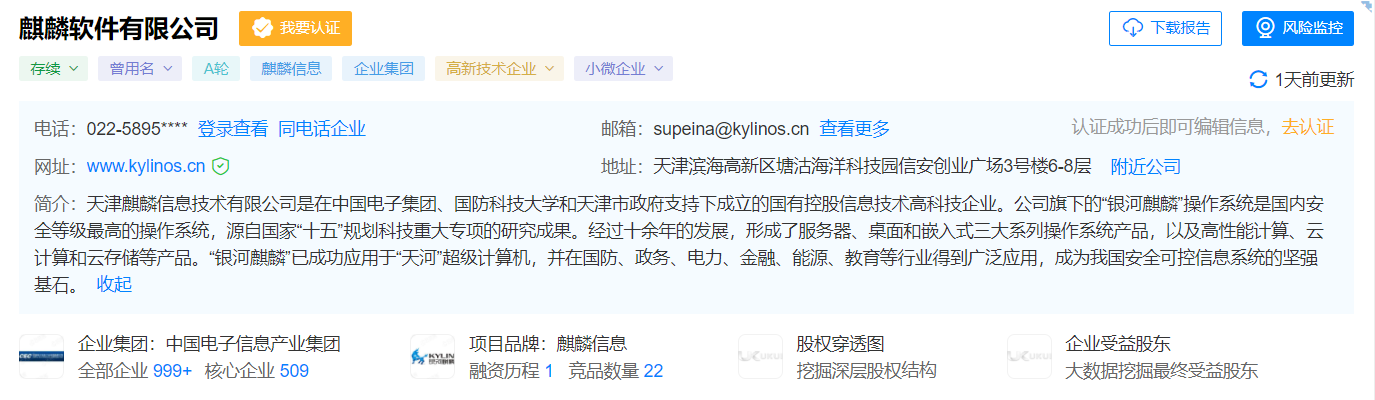 麒麟软件有限公司 我要认证 下载报告 风险监控
存续 曾用名 A轮 麒麟信息 企业集团 高新技术企业 小微企业 1天前更新
电话：022-5895**** 登录查看 同电话企业 邮箱：supeina@kylinos.cn 查看更多 认证成功后即可编辑信息，去认证
网址：www.kylinos.cn 地址：天津滨海高新区塘沽海洋科技园信安创业广场3号楼6-8层 附近公司
简介：天津麒麟信息技术有限公司是在中国电子集团、国防科技大学和天津市政府支持下成立的国有控股信息技术高科技企业。公司旗下的“银河麒麟”操作系统是国内安
全等级最高的操作系统，源自国家“十五”规划科技重大专项的研究成果。经过十余年的发展，形成了服务器、桌面和嵌入式三大系列操作系统产品，以及高性能计算、云
计算和云存储等产品。“银河麒麟”已成功应用于“天河”超级计算机，并在国防、政务、电力、金融、能源、教育等行业得到广泛应用，成为我国安全可控信息系统的坚强
基石。 收起
企业集团：中国电子信息产业集团 项目品牌：麒麟信息 股权穿透图 企业受益股东
全部企业 999+ 核心企业 509 融资历程 1 竞品数量 22 挖掘深层股权结构 大数据挖掘最终受益股东